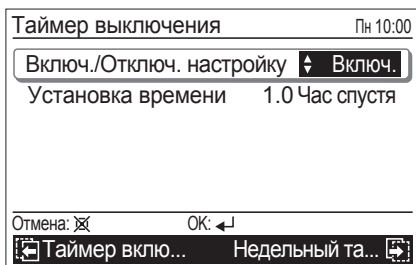 Таймер выключения Пн 10:00
Включ./Отключ. настройку Включ.
Установка времени 1.0 Час спустя
Отмена: OK:
Таймер вклю... Недельный та...